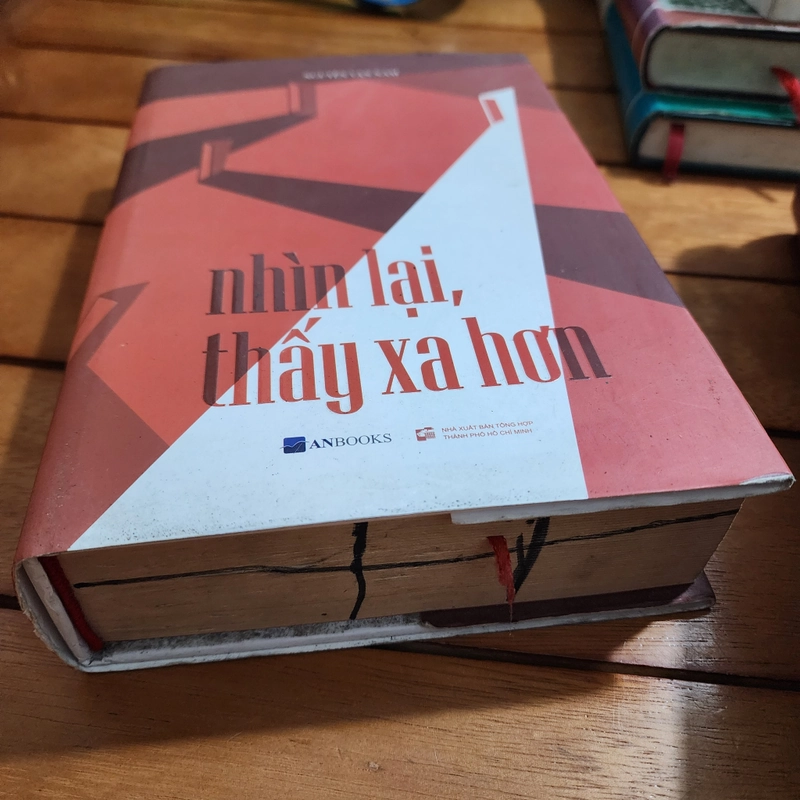 nhìn lại,
thấy xa hơn
ANBOOKS
NHÀ XUẤT BẢN TỔNG HỢP
THÀNH PHỐ HỒ CHÍ MINH